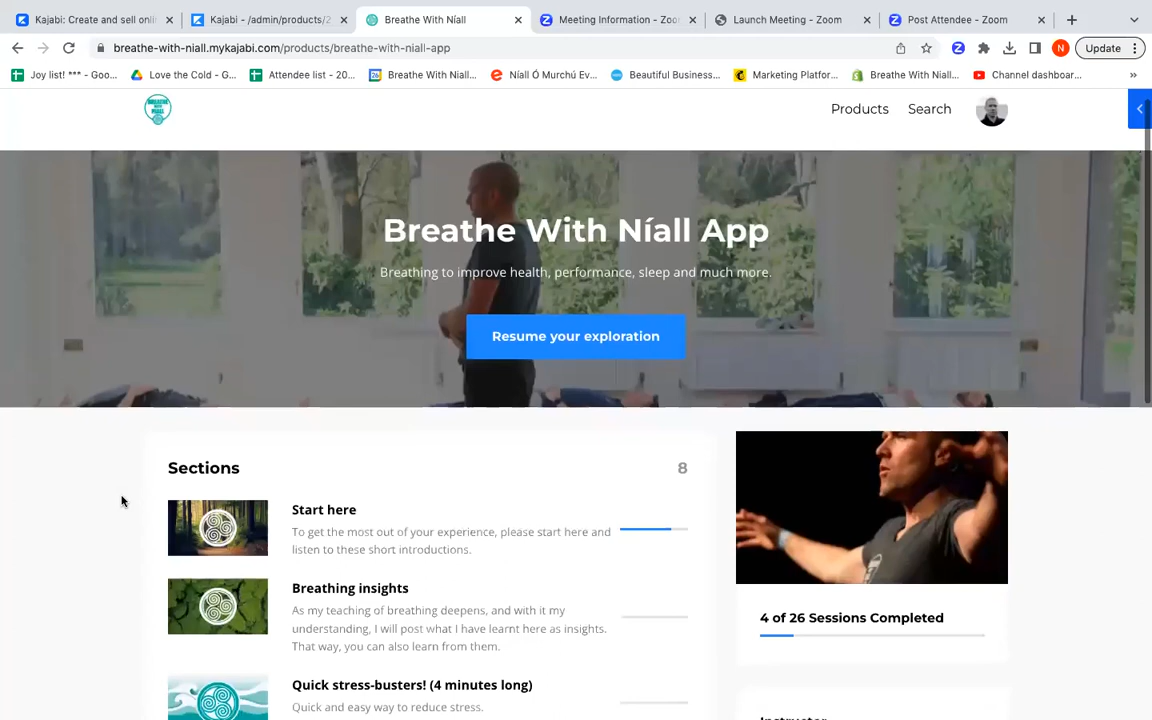 Kajabi: Create and sell onli
Kajabi - /admin/products/2
Breathe With Níall
Meeting Information - Zoo
Launch Meeting - Zoom
Post Attendee - Zoom
breathe-with-niall.mykajabi.com/products/breathe-with-niall-app
N
Update
Joy list! *** - Goo...
Love the Cold - G...
Attendee list - 20...
Breathe With Niall...
Níall Ó Murchú Ev...
Beautiful Business...
Marketing Platfor...
Breathe With Niall...
Channel dashboar...
BREATHE WITH NIALL
Products
Search
Breathe With Níall App
Breathing to improve health, performance, sleep and much more.
Resume your exploration
Sections
8
Start here
To get the most out of your experience, please start here and
listen to these short introductions.
Breathing insights
As my teaching of breathing deepens, and with it my
understanding, I will post what I have learnt here as insights.
That way, you can also learn from them.
Quick stress-busters! (4 minutes long)
Quick and easy way to reduce stress.
4 of 26 Sessions Completed
Instructor